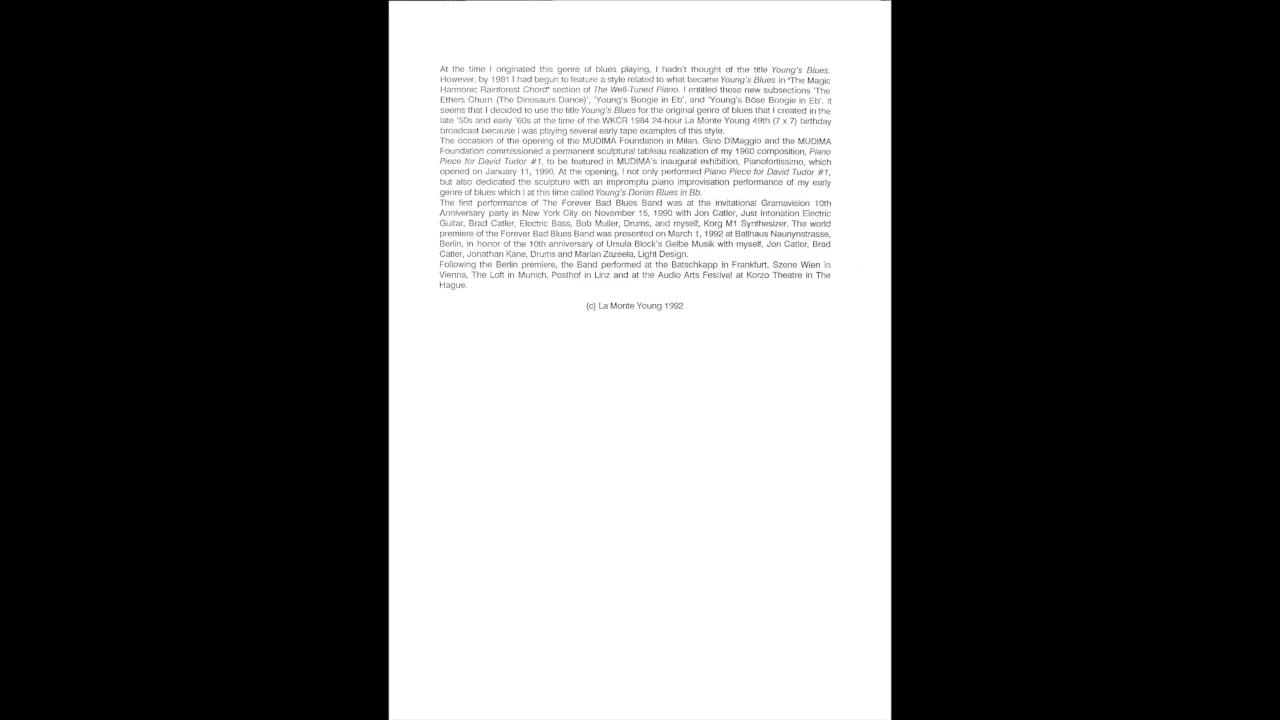 At the time I originated this genre of blues playing, I hadn't thought of the title Young's Blues.
However, by 1981 I had begun to feature a style related to what became Young's Blues in "The Magic
Harmonic Rainforest Chord" section of The Well-Tuned Piano. I entitled these new subsections 'The
Ethers Churn (The Dinosaurs Dance)', 'Young's Boogie in Eb', and 'Young's Böse Boogie in Eb'. It
seems that I decided to use the title Young's Blues for the original genre of blues that I created in the
late '50s and early '60s at the time of the WKCR 1984 24-hour La Monte Young 49th (7 x 7) birthday
broadcast because I was playing several early tape examples of this style.
The occasion of the opening of the MUDIMA Foundation in Milan. Gino DiMaggio and the MUDIMA
Foundation commissioned a permanent sculptural tableau realization of my 1960 composition, Piano
Piece for David Tudor #1, to be featured in MUDIMA's inaugural exhibition, Pianofortissimo, which
opened on January 11, 1990. At the opening, I not only performed Piano Piece for David Tudor #1,
but also dedicated the sculpture with an impromptu piano improvisation performance of my early
genre of blues which I at this time called Young's Dorian Blues in Bb.
The first performance of The Forever Bad Blues Band was at the invitational Gramavision 10th
Anniversary party in New York City on November 15, 1990 with Jon Catler, Just Intonation Electric
Guitar, Brad Catler, Electric Bass, Bob Muller, Drums, and myself, Korg M1 Synthesizer. The world
premiere of the Forever Bad Blues Band was presented on March 1, 1992 at Ballhaus Naunynstrasse,
Berlin, in honor of the 10th anniversary of Ursula Block's Gelbe Musik with myself, Jon Catler, Brad
Catler, Jonathan Kane, Drums and Marian Zazeela, Light Design.
Following the Berlin premiere, the Band performed at the Batschkapp in Frankfurt, Szene Wien in
Vienna, The Loft in Munich, Posthof in Linz and at the Audio Arts Festival at Korzo Theatre in The
Hague.
(c) La Monte Young 1992